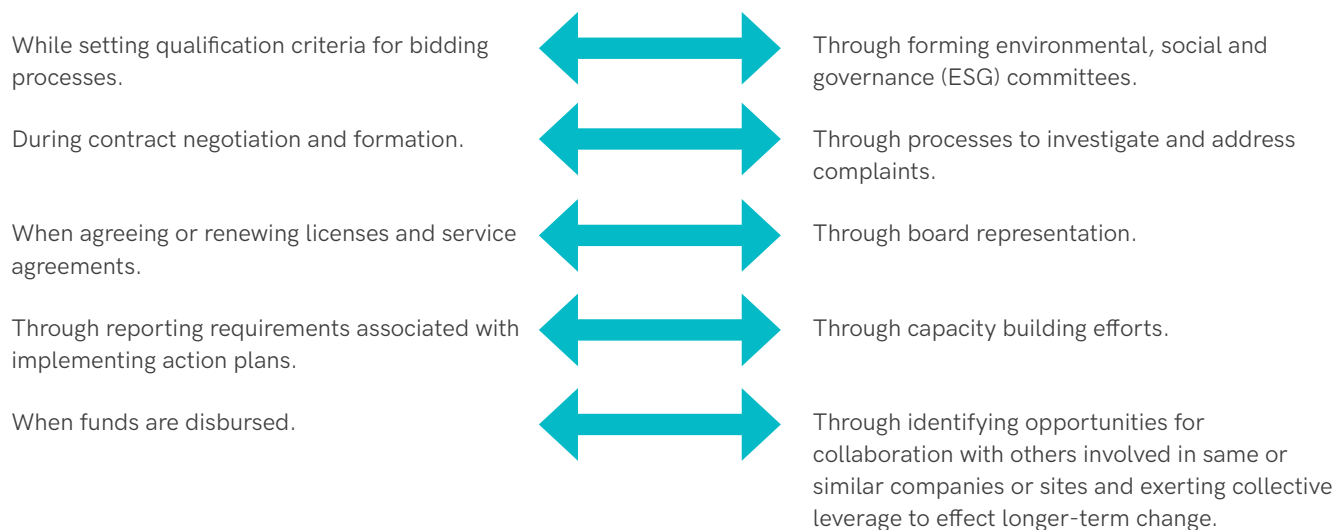 While setting qualification criteria for bidding
processes.
Through forming environmental, social and
governance (ESG) committees.
During contract negotiation and formation.
Through processes to investigate and address
complaints.
When agreeing or renewing licenses and service
agreements.
Through board representation.
Through reporting requirements associated with
implementing action plans.
Through capacity building efforts.
When funds are disbursed.
Through identifying opportunities for
collaboration with others involved in same or
similar companies or sites and exerting collective
leverage to effect longer-term change.